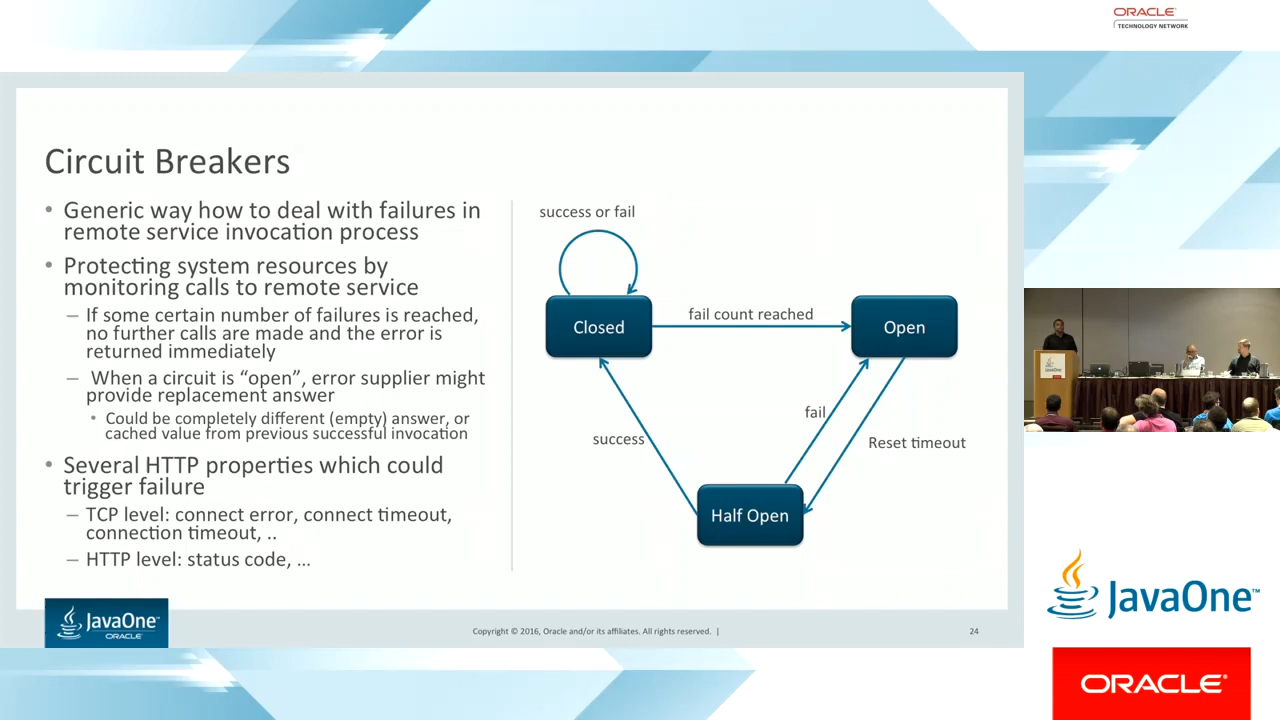 ORACLE
TECHNOLOGY NETWORK
Circuit Breakers
• Generic way how to deal with failures in
remote service invocation process
• Protecting system resources by
monitoring calls to remote service
– If some certain number of failures is reached,
no further calls are made and the error is
returned immediately
– When a circuit is “open”, error supplier might
provide replacement answer
• Could be completely different (empty) answer, or
cached value from previous successful invocation
• Several HTTP properties which could
trigger failure
– TCP level: connect error, connect timeout,
connection timeout, ..
– HTTP level: status code, ...
success or fail
Closed
fail count reached
Open
success
fail
Reset timeout
Half Open
JavaOne™
ORACLE
Copyright © 2016, Oracle and/or its affiliates. All rights reserved. |
24
JavaOne™
ORACLE®